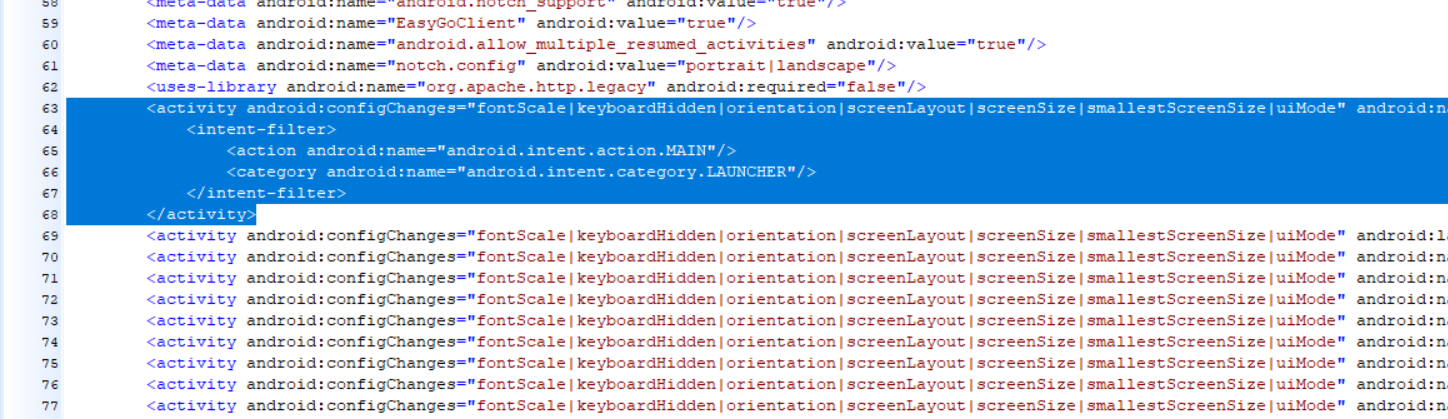 58 <meta-data android:name="android.notch_support" android:value="true"/>
59 <meta-data android:name="EasyGoClient" android:value="true"/>
60 <meta-data android:name="android.allow_multiple_resumed_activities" android:value="true"/>
61 <meta-data android:name="notch.config" android:value="portrait|landscape"/>
62 <uses-library android:name="org.apache.http.legacy" android:required="false"/>
63 <activity android:configChanges="fontScale|keyboardHidden|orientation|screenLayout|screenSize|smallestScreenSize|uiMode" android:n
64 <intent-filter>
65 <action android:name="android.intent.action.MAIN"/>
66 <category android:name="android.intent.category.LAUNCHER"/>
67 </intent-filter>
68 </activity>
69 <activity android:configChanges="fontScale|keyboardHidden|orientation|screenLayout|screenSize|smallestScreenSize|uiMode" android:l
70 <activity android:configChanges="fontScale|keyboardHidden|orientation|screenLayout|screenSize|smallestScreenSize|uiMode" android:n
71 <activity android:configChanges="fontScale|keyboardHidden|orientation|screenLayout|screenSize|smallestScreenSize|uiMode" android:n
72 <activity android:configChanges="fontScale|keyboardHidden|orientation|screenLayout|screenSize|smallestScreenSize|uiMode" android:n
73 <activity android:configChanges="fontScale|keyboardHidden|orientation|screenLayout|screenSize|smallestScreenSize|uiMode" android:n
74 <activity android:configChanges="fontScale|keyboardHidden|orientation|screenLayout|screenSize|smallestScreenSize|uiMode" android:n
75 <activity android:configChanges="fontScale|keyboardHidden|orientation|screenLayout|screenSize|smallestScreenSize|uiMode" android:n
76 <activity android:configChanges="fontScale|keyboardHidden|orientation|screenLayout|screenSize|smallestScreenSize|uiMode" android:n
77 <activity android:configChanges="fontScale|keyboardHidden|orientation|screenLayout|screenSize|smallestScreenSize|uiMode" android:n